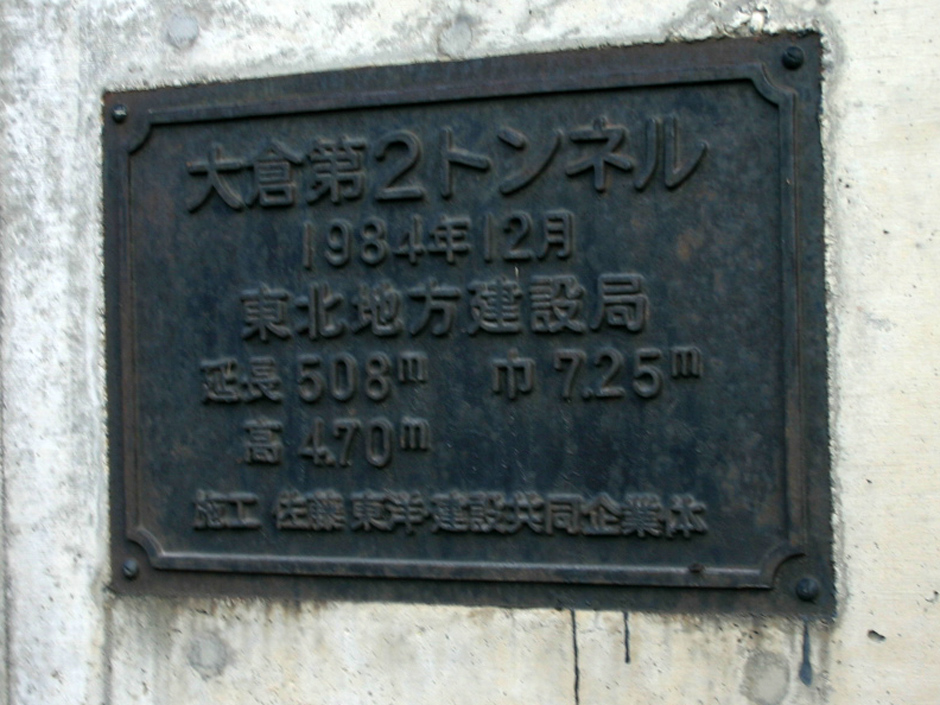 大倉第2トンネル
1984年12月
東北地方建設局
延長 508m 巾 7.25m
高 4.70m
施工 佐藤 東洋建設共同企業体